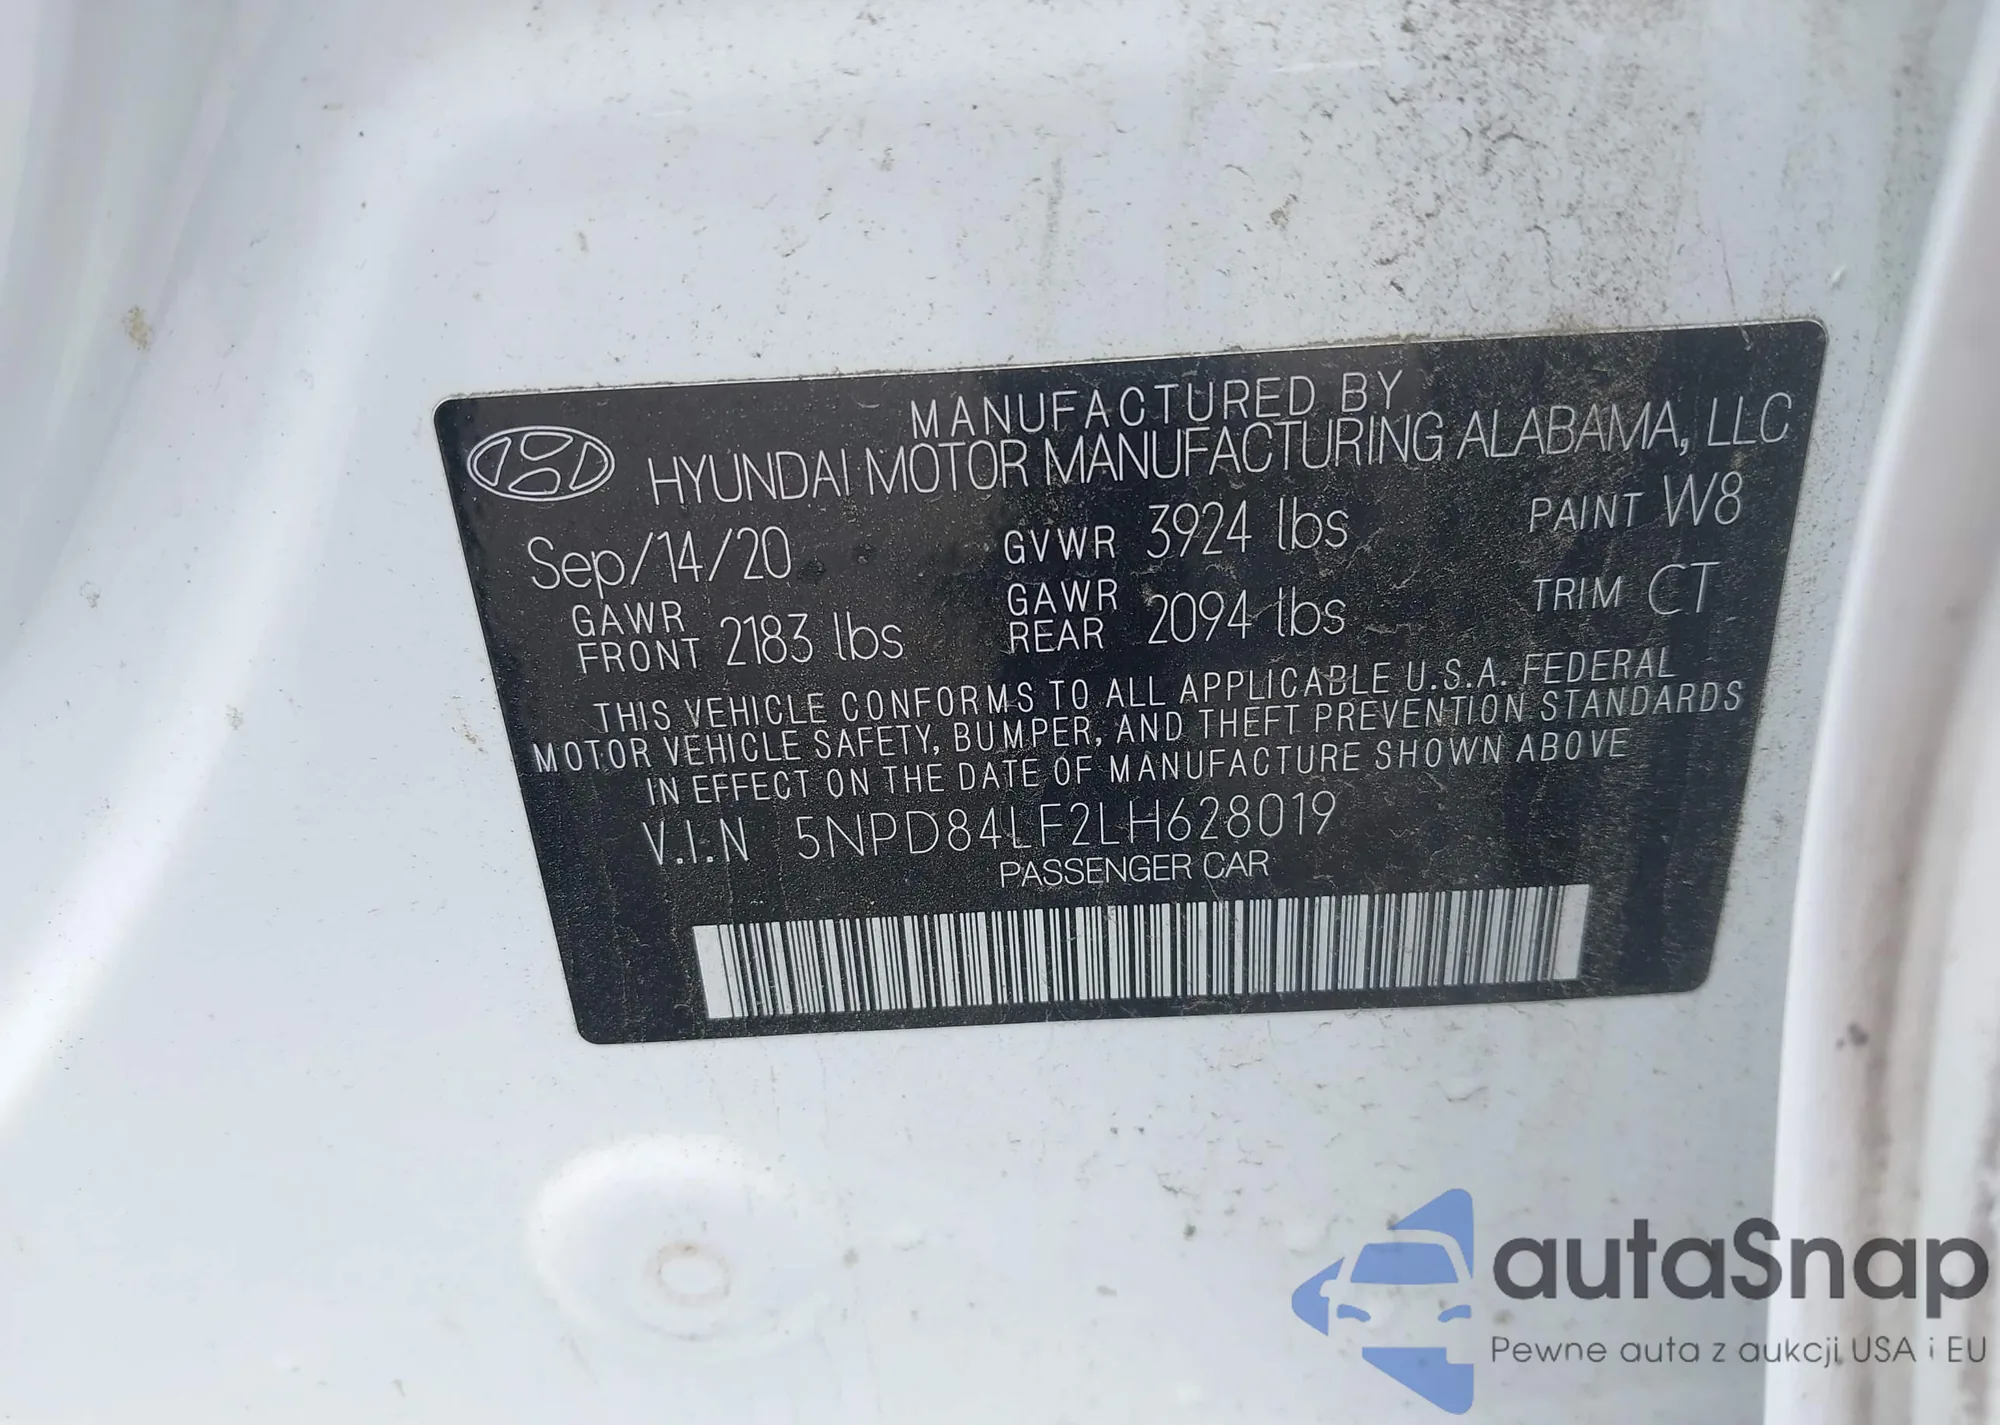 MANUFACTURED BY
HYUNDAI MOTOR MANUFACTURING ALABAMA, LLC
Sep/14/20 GVWR 3924 lbs PAINT W8
GAWR FRONT 2183 lbs GAWR REAR 2094 lbs TRIM CT
THIS VEHICLE CONFORMS TO ALL APPLICABLE U.S.A. FEDERAL
MOTOR VEHICLE SAFETY, BUMPER, AND THEFT PREVENTION STANDARDS
IN EFFECT ON THE DATE OF MANUFACTURE SHOWN ABOVE
V.I.N 5NPD84LF2LH628019
PASSENGER CAR
autaSnap
Pewne auta z aukcji USA i EU